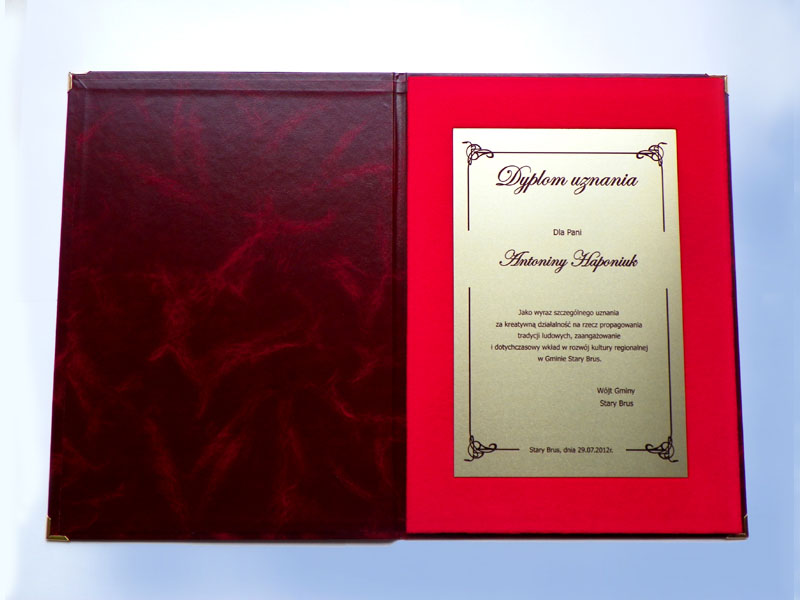 Dyplom uznania
Dla Pani
Antoniny Haponiuk
Jako wyraz szczególnego uznania
za kreatywną działalność na rzecz propagowania
tradycji ludowych, zaangażowanie
i dotychczasowy wkład w rozwój kultury regionalnej
w Gminie Stary Brus.
Wójt Gminy
Stary Brus
Stary Brus, dnia 29.07.2012r.